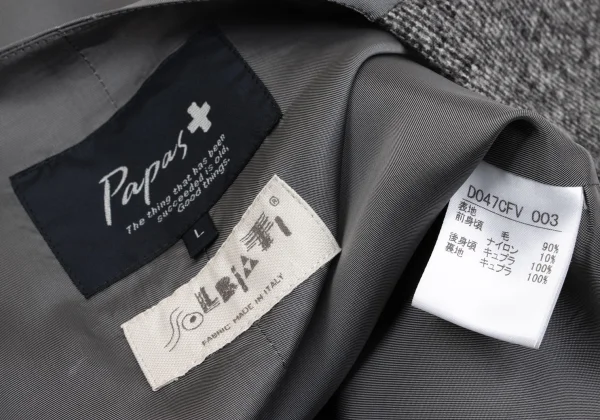 Papas+
The thing that has been
succeeded is old,
Good things.
L
SOLBIATI®
FABRIC MADE IN ITALY
D047CFV 003
表地
前身頃 毛 90%
ナイロン 10%
後身頃 キュプラ 100%
裏地 キュプラ 100%